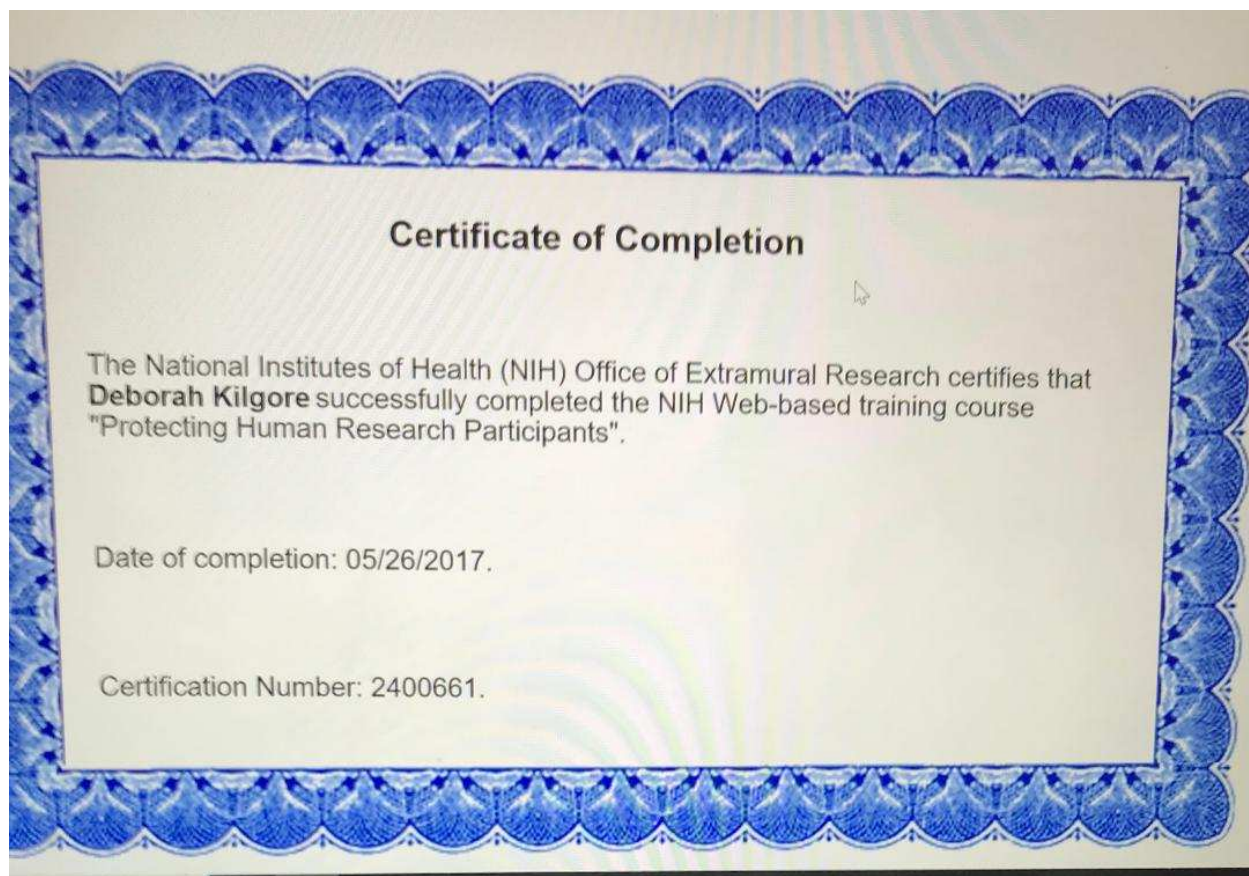 Certificate of Completion
The National Institutes of Health (NIH) Office of Extramural Research certifies that
Deborah Kilgore successfully completed the NIH Web-based training course
"Protecting Human Research Participants".
Date of completion: 05/26/2017.
Certification Number: 2400661.